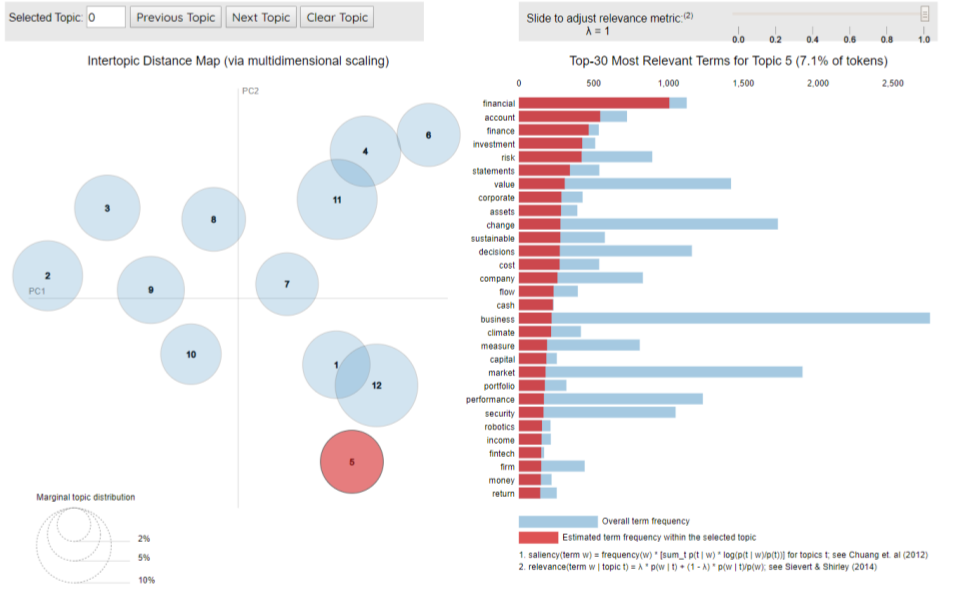 Selected Topic: 0 Previous Topic Next Topic Clear Topic
Slide to adjust relevance metric:(2)
λ = 1
0.0 0.2 0.4 0.6 0.8 1.0
Intertopic Distance Map (via multidimensional scaling)
PC2
PC1
6
4
11
3
8
2
9
7
10
1
12
5
Marginal topic distribution
2%
5%
10%
Top-30 Most Relevant Terms for Topic 5 (7.1% of tokens)
0 500 1,000 1,500 2,000 2,500
financial
account
finance
investment
risk
statements
value
corporate
assets
change
sustainable
decisions
cost
company
flow
cash
business
climate
measure
capital
market
portfolio
performance
security
robotics
income
fintech
firm
money
return
Overall term frequency
Estimated term frequency within the selected topic
1. saliency(term w) = frequency(w) * [sum_t p(t | w) * log(p(t | w)/p(t))] for topics t; see Chuang et. al (2012)
2. relevance(term w | topic t) = λ * p(w | t) + (1 - λ) * p(w | t)/p(w); see Sievert & Shirley (2014)